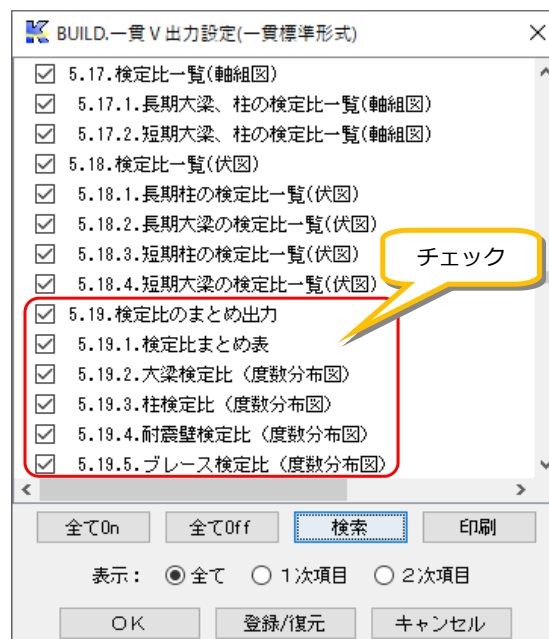 BUILD.一貫Ⅴ出力設定(一貫標準形式)
5.17.検定比一覧(軸組図)
5.17.1.長期大梁、柱の検定比一覧(軸組図)
5.17.2.短期大梁、柱の検定比一覧(軸組図)
5.18.検定比一覧(伏図)
5.18.1.長期柱の検定比一覧(伏図)
5.18.2.長期大梁の検定比一覧(伏図)
5.18.3.短期柱の検定比一覧(伏図)
5.18.4.短期大梁の検定比一覧(伏図)
チェック
5.19.検定比のまとめ出力
5.19.1.検定比まとめ表
5.19.2.大梁検定比(度数分布図)
5.19.3.柱検定比(度数分布図)
5.19.4.耐震壁検定比(度数分布図)
5.19.5.ブレース検定比(度数分布図)
全てOn 全てOff 検索 印刷
表示: 全て 1次項目 2次項目
OK 登録/復元 キャンセル